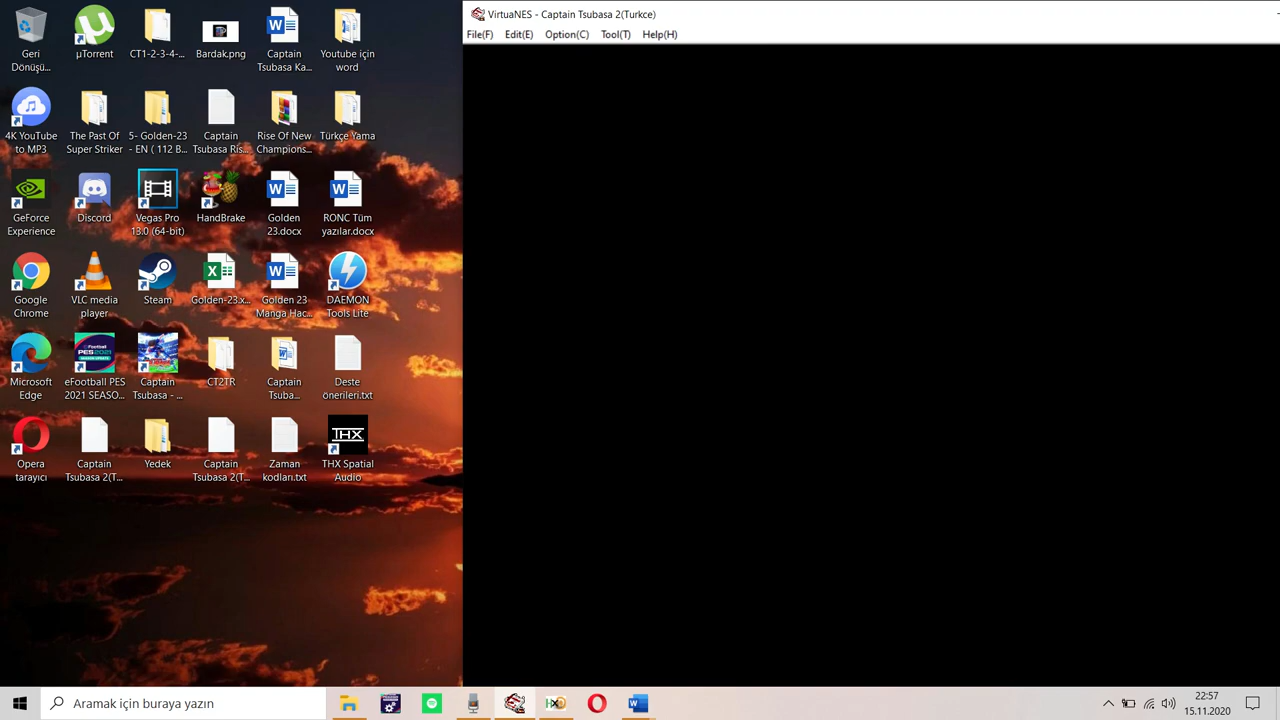 VirtuaNES - Captain Tsubasa 2(Turkce)
File(F) Edit(E) Option(C) Tool(T) Help(H)
Geri
Dönüşü...
µTorrent
CT1-2-3-4-...
Bardak.png
Captain
Tsubasa Ka...
Youtube için
word
4K YouTube
to MP3
The Past Of
Super Striker
5- Golden-23
- EN ( 112 B...
Captain
Tsubasa Ris...
Rise Of New
Champions...
Türkçe Yama
GeForce
Experience
Discord
Vegas Pro
13.0 (64-bit)
HandBrake
Golden
23.docx
RONC Tüm
yazılar.docx
Google
Chrome
VLC media
player
Steam
Golden-23.x...
Golden 23
Manga Hac...
DAEMON
Tools Lite
Microsoft
Edge
eFootball PES
2021 SEASO...
Captain
Tsubasa - ...
CT2TR
Captain
Tsuba...
Deste
onerileri.txt
Opera
tarayıcı
Captain
Tsubasa 2(T...
Yedek
Captain
Tsubasa 2(T...
Zaman
kodları.txt
THX
THX Spatial
Audio
Aramak için buraya yazın
22:57
15.11.2020